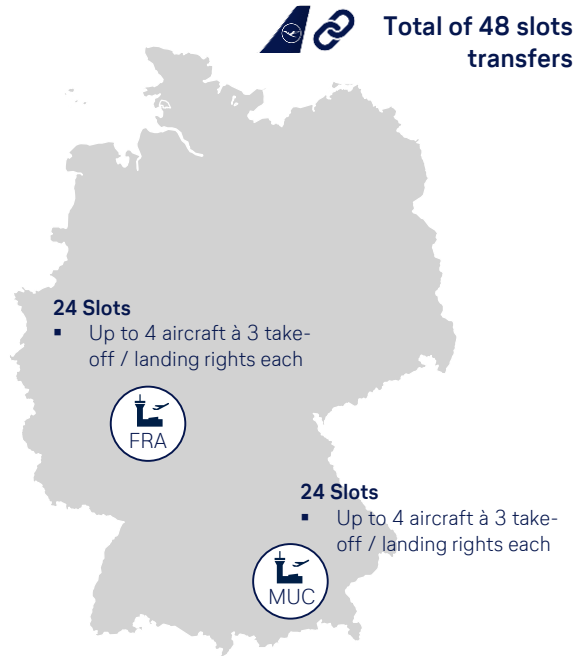 Total of 48 slots
transfers
24 Slots
▪ Up to 4 aircraft à 3 take-
off / landing rights each
FRA
24 Slots
▪ Up to 4 aircraft à 3 take-
off / landing rights each
MUC